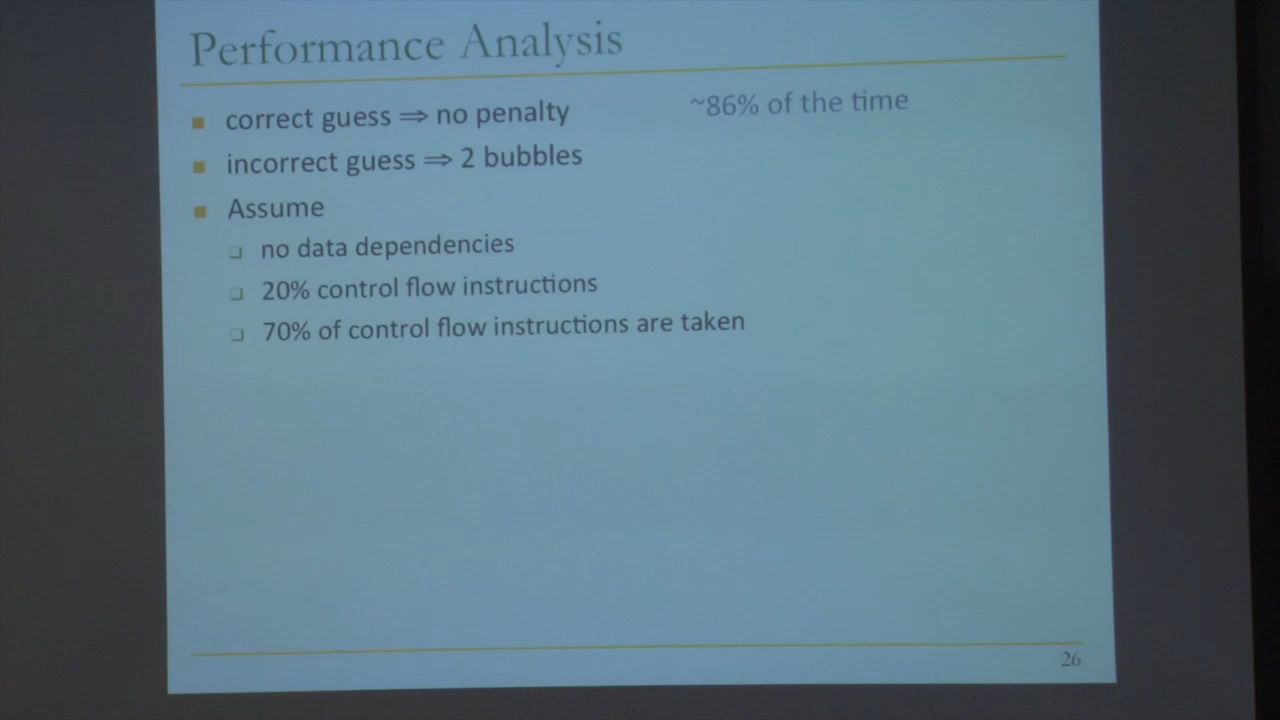 Performance Analysis
correct guess ⇒ no penalty ~86% of the time
incorrect guess ⇒ 2 bubbles
Assume
no data dependencies
20% control flow instructions
70% of control flow instructions are taken
26